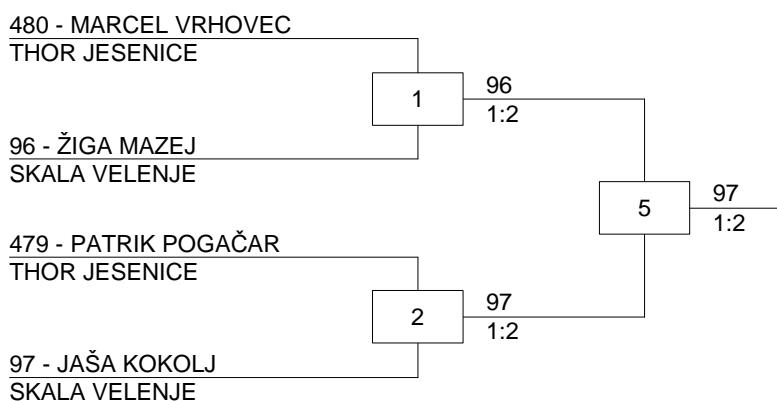 480 - MARCEL VRHOVEC
THOR JESENICE
1
96
1:2
96 - ŽIGA MAZEJ
SKALA VELENJE
5
97
1:2
479 - PATRIK POGAČAR
THOR JESENICE
2
97
1:2
97 - JAŠA KOKOLJ
SKALA VELENJE